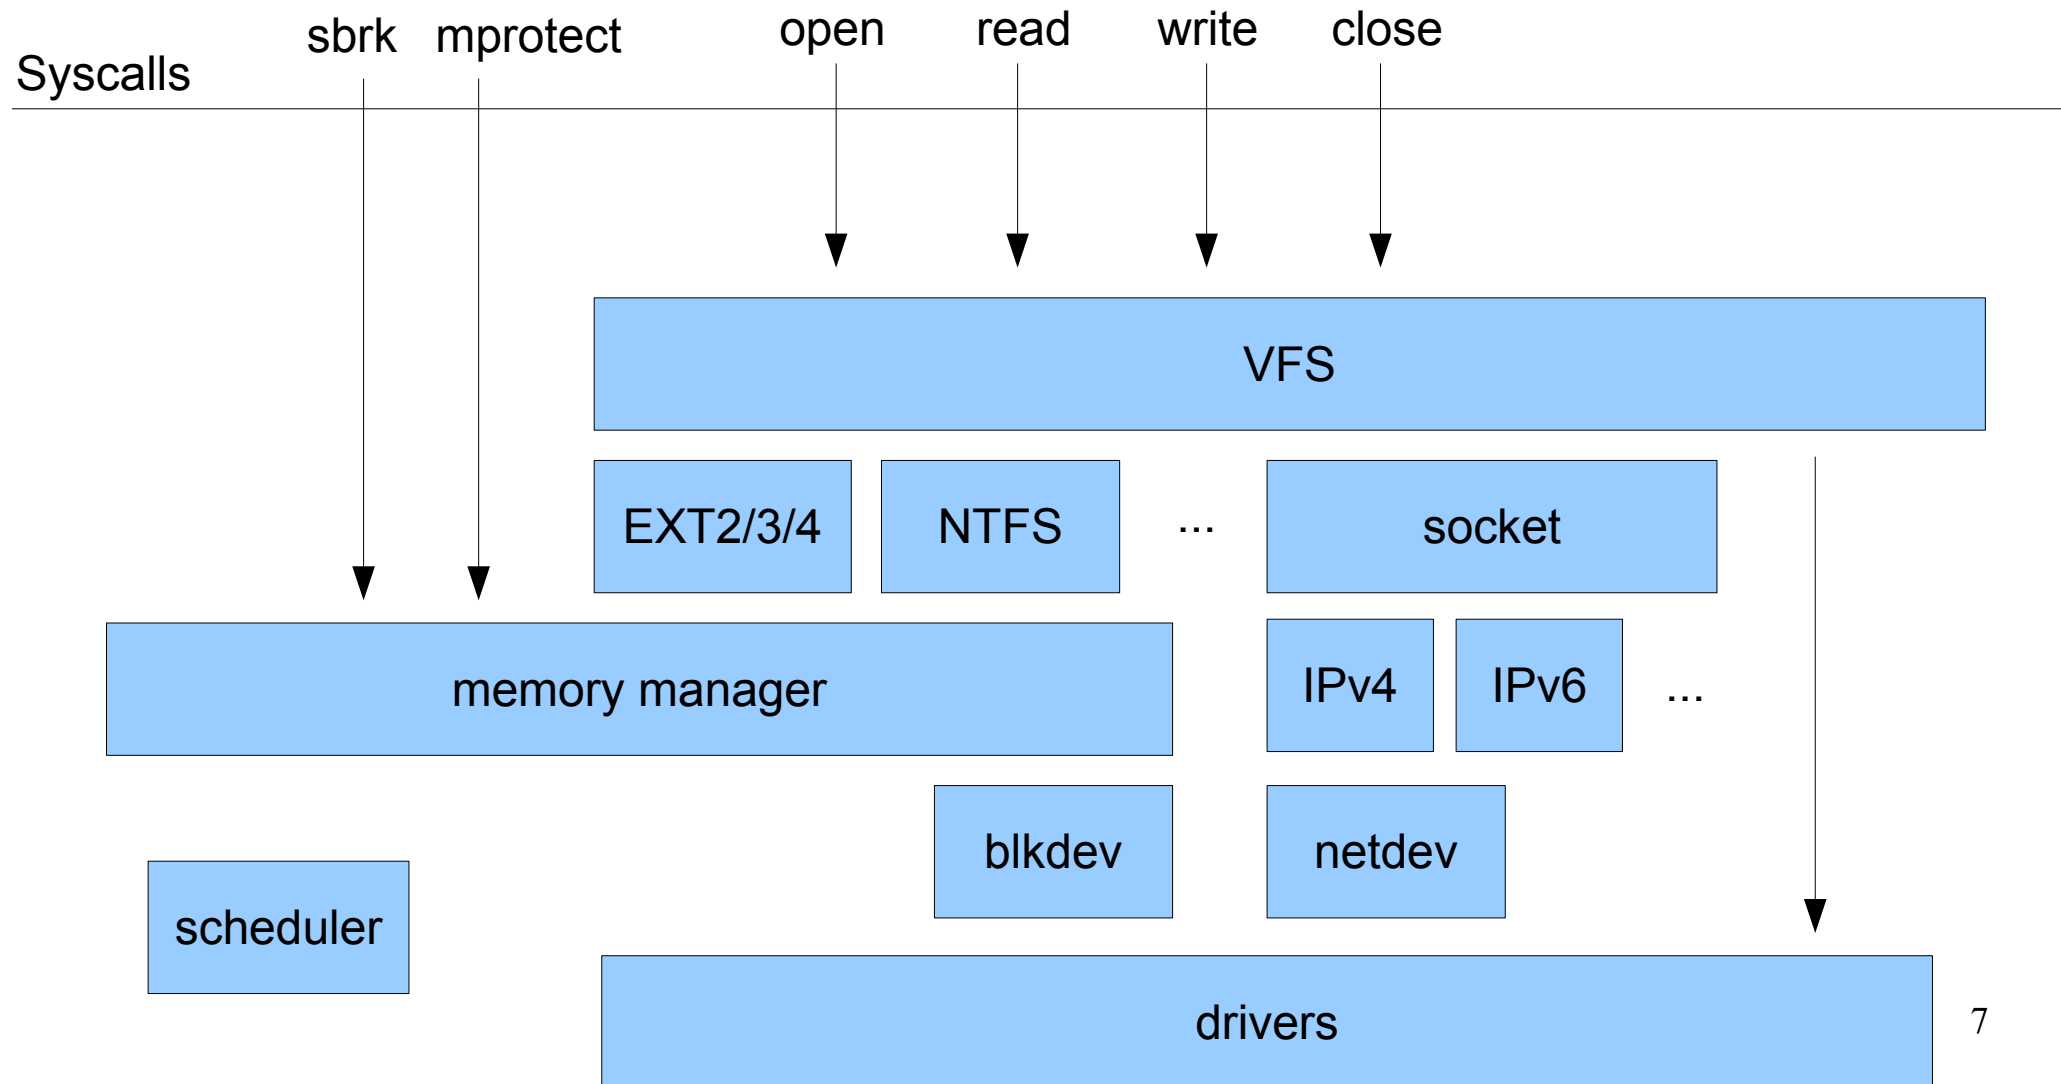 sbrk mprotect open read write close
Syscalls
VFS
EXT2/3/4 NTFS ... socket
memory manager IPv4 IPv6 ...
blkdev netdev
scheduler
drivers 7